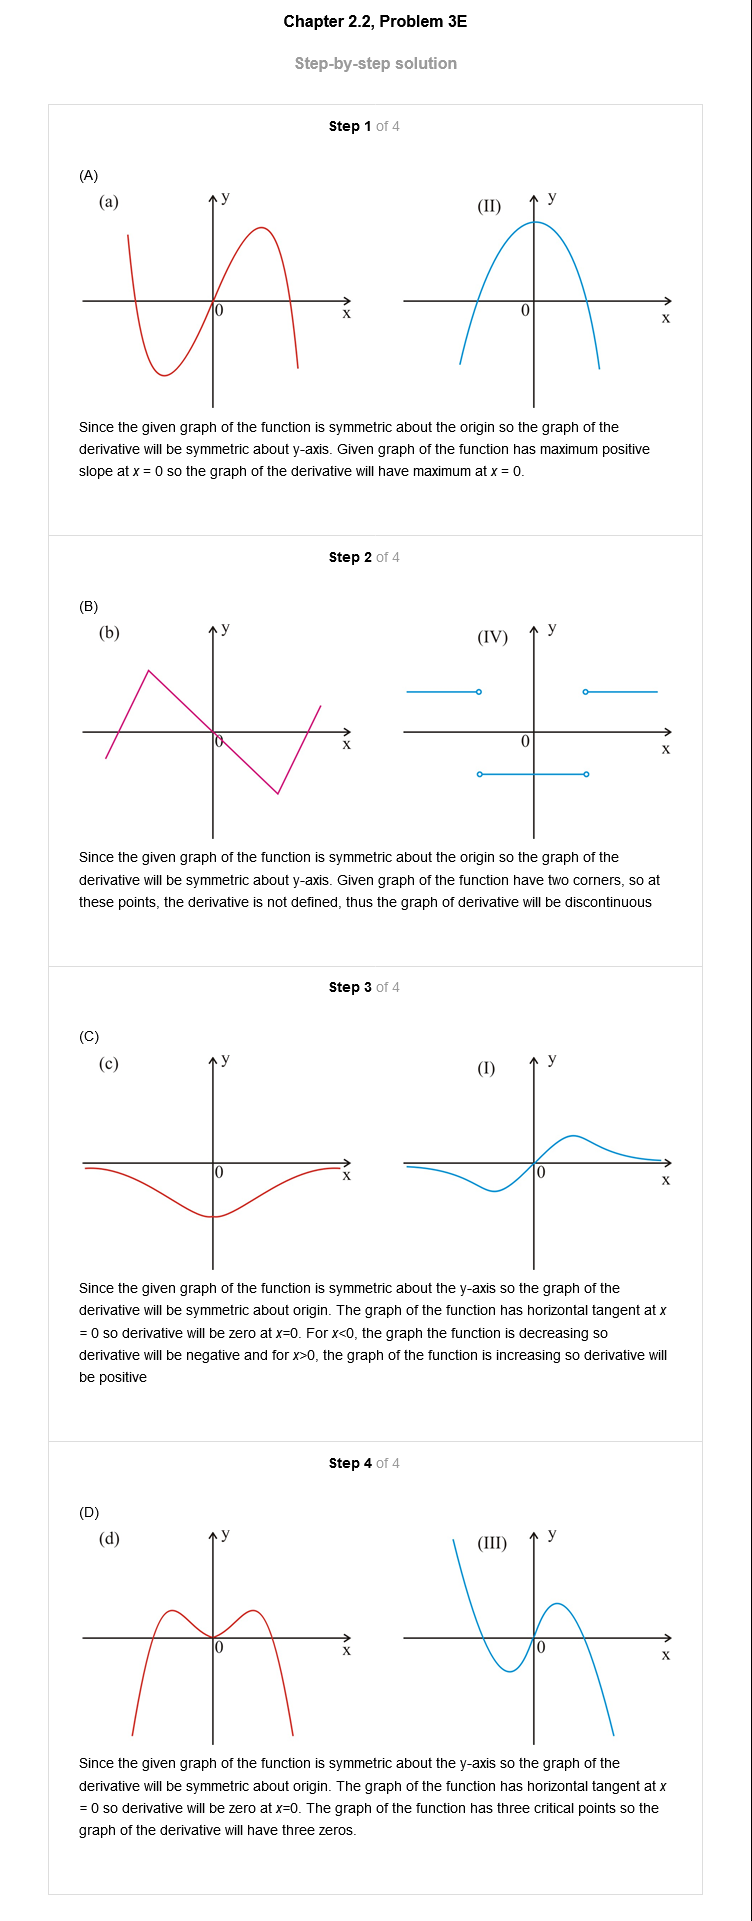 Chapter 2.2, Problem 3E
Step-by-step solution
Step 1 of 4
(A)
(a)
y
0
x
(II)
y
0
x
Since the given graph of the function is symmetric about the origin so the graph of the
derivative will be symmetric about y-axis. Given graph of the function has maximum positive
slope at x = 0 so the graph of the derivative will have maximum at x = 0.
Step 2 of 4
(B)
(b)
y
0
x
(IV)
y
0
x
Since the given graph of the function is symmetric about the origin so the graph of the
derivative will be symmetric about y-axis. Given graph of the function have two corners, so at
these points, the derivative is not defined, thus the graph of derivative will be discontinuous
Step 3 of 4
(C)
(c)
y
0
x
(I)
y
0
x
Since the given graph of the function is symmetric about the y-axis so the graph of the
derivative will be symmetric about origin. The graph of the function has horizontal tangent at x
= 0 so derivative will be zero at x=0. For x<0, the graph the function is decreasing so
derivative will be negative and for x>0, the graph of the function is increasing so derivative will
be positive
Step 4 of 4
(D)
(d)
y
0
x
(III)
y
0
x
Since the given graph of the function is symmetric about the y-axis so the graph of the
derivative will be symmetric about origin. The graph of the function has horizontal tangent at x
= 0 so derivative will be zero at x=0. The graph of the function has three critical points so the
graph of the derivative will have three zeros.